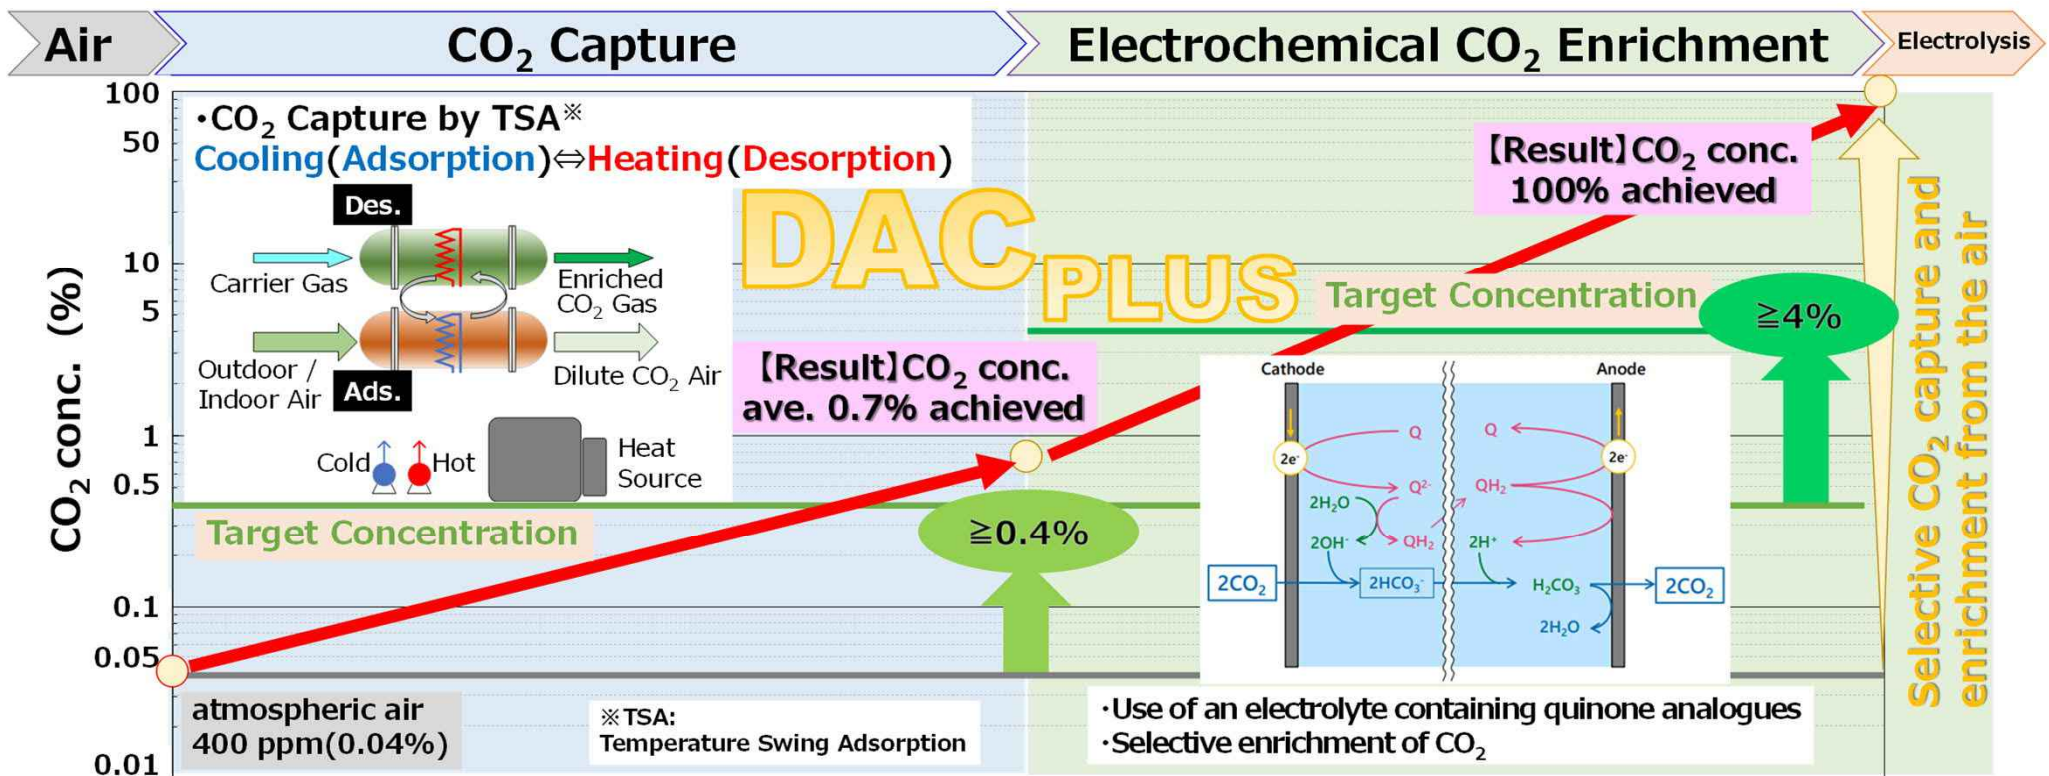 Air
CO₂ Capture
Electrochemical CO₂ Enrichment
Electrolysis
CO₂ conc. (%)
100
50
10
5
1
0.5
0.1
0.05
0.01
・CO₂ Capture by TSA※
Cooling(Adsorption)⇔Heating(Desorption)
Des.
Carrier Gas
Enriched
CO₂ Gas
Outdoor /
Indoor Air
Ads.
Dilute CO₂ Air
Cold
Hot
Heat
Source
DAC
PLUS
【Result】CO₂ conc.
ave. 0.7% achieved
【Result】CO₂ conc.
100% achieved
Target Concentration
≧4%
Target Concentration
≧0.4%
Cathode
Anode
2e⁻
Q
Q
2e⁻
Q²⁻
QH₂
2H₂O
2OH⁻
QH₂
2H⁺
2CO₂
2HCO₃⁻
H₂CO₃
2CO₂
2H₂O
Selective CO₂ capture and
enrichment from the air
atmospheric air
400 ppm(0.04%)
※TSA:
Temperature Swing Adsorption
・Use of an electrolyte containing quinone analogues
・Selective enrichment of CO₂